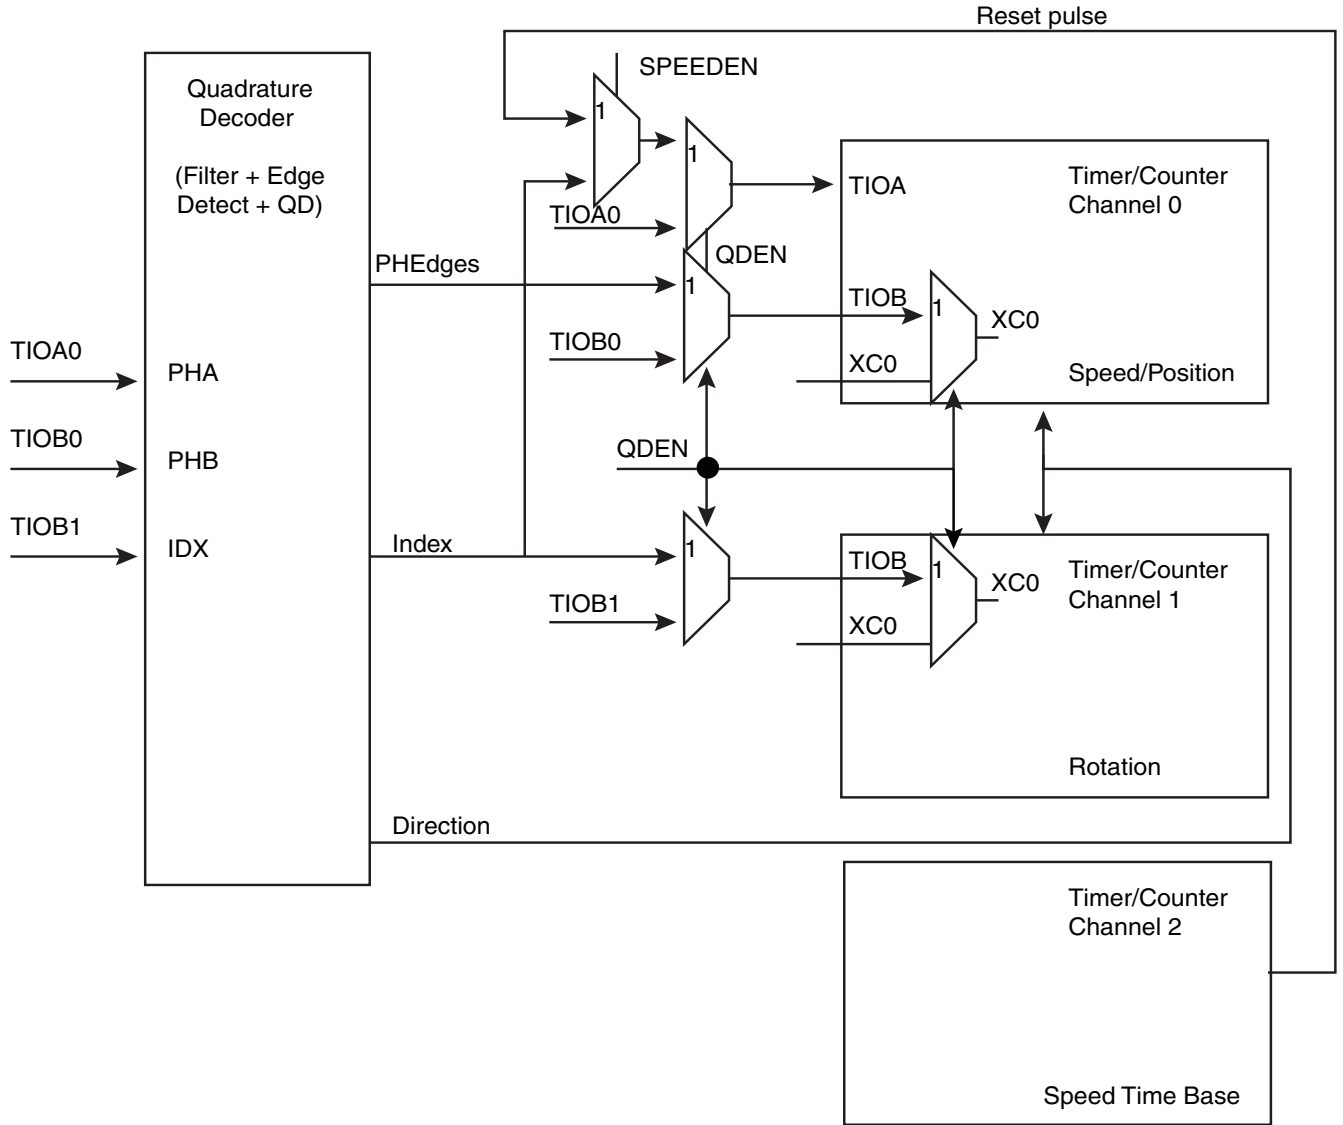 Reset pulse
SPEEDEN
Quadrature
Decoder
(Filter + Edge
Detect + QD)
1
1
TIOA
Timer/Counter
Channel 0
TIOA0
QDEN
PHEdges
1
TIOB
1
XC0
TIOB0
XC0
Speed/Position
TIOA0
PHA
TIOB0
PHB
QDEN
TIOB1
IDX
Index
1
TIOB
1
XC0
Timer/Counter
Channel 1
TIOB1
XC0
Rotation
Direction
Timer/Counter
Channel 2
Speed Time Base